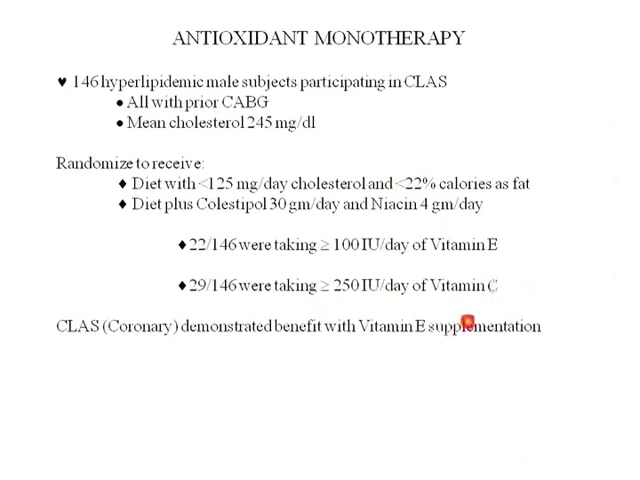 ANTIOXIDANT MONOTHERAPY
♥ 146 hyperlipidemic male subjects participating in CLAS
● All with prior CABG
● Mean cholesterol 245 mg/dl
Randomize to receive:
♦ Diet with <125 mg/day cholesterol and <22% calories as fat
♦ Diet plus Colestipol 30 gm/day and Niacin 4 gm/day
♦ 22/146 were taking ≥ 100 IU/day of Vitamin E
♦ 29/146 were taking ≥ 250 IU/day of Vitamin C
CLAS (Coronary) demonstrated benefit with Vitamin E supplementation